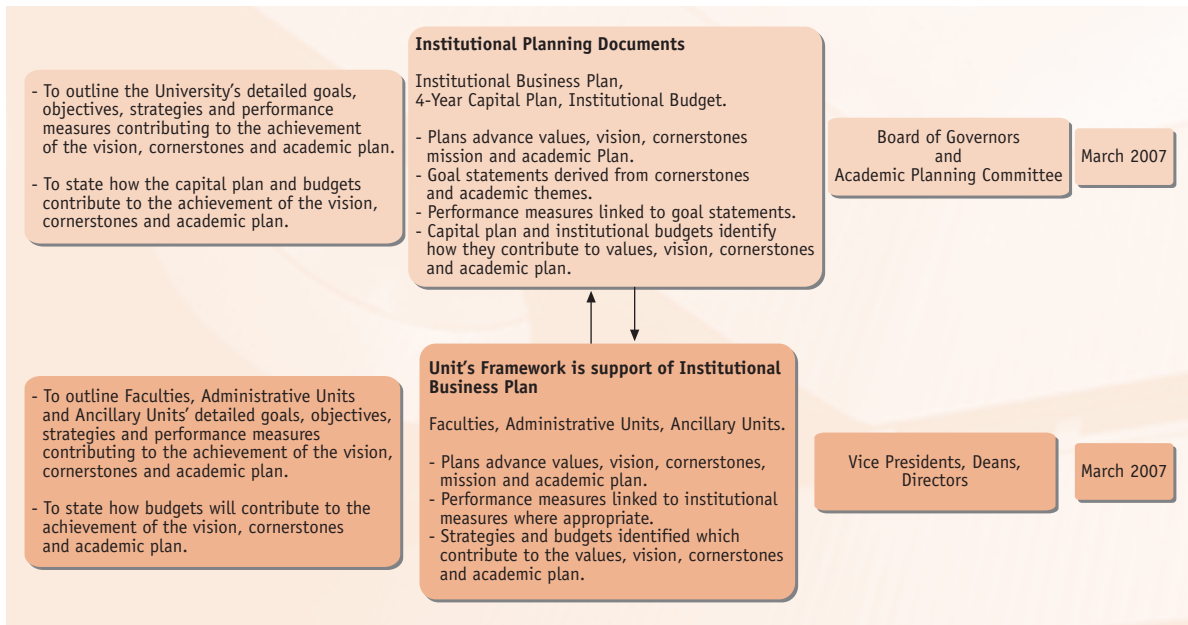 - To outline the University's detailed goals,
objectives, strategies and performance
measures contributing to the achievement
of the vision, cornerstones and academic plan.
- To state how the capital plan and budgets
contribute to the achievement of the vision,
cornerstones and academic plan.
Institutional Planning Documents
Institutional Business Plan,
4-Year Capital Plan, Institutional Budget.
- Plans advance values, vision, cornerstones
mission and academic Plan.
- Goal statements derived from cornerstones
and academic themes.
- Performance measures linked to goal statements.
- Capital plan and institutional budgets identify
how they contribute to values, vision, cornerstones
and academic plan.
Board of Governors
and
Academic Planning Committee
March 2007
- To outline Faculties, Administrative Units
and Ancillary Units' detailed goals, objectives,
strategies and performance measures
contributing to the achievement of the vision,
cornerstones and academic plan.
- To state how budgets will contribute to the
achievement of the vision, cornerstones
and academic plan.
Unit's Framework is support of Institutional
Business Plan
Faculties, Administrative Units, Ancillary Units.
- Plans advance values, vision, cornerstones,
mission and academic plan.
- Performance measures linked to institutional
measures where appropriate.
- Strategies and budgets identified which
contribute to the values, vision, cornerstones
and academic plan.
Vice Presidents, Deans,
Directors
March 2007